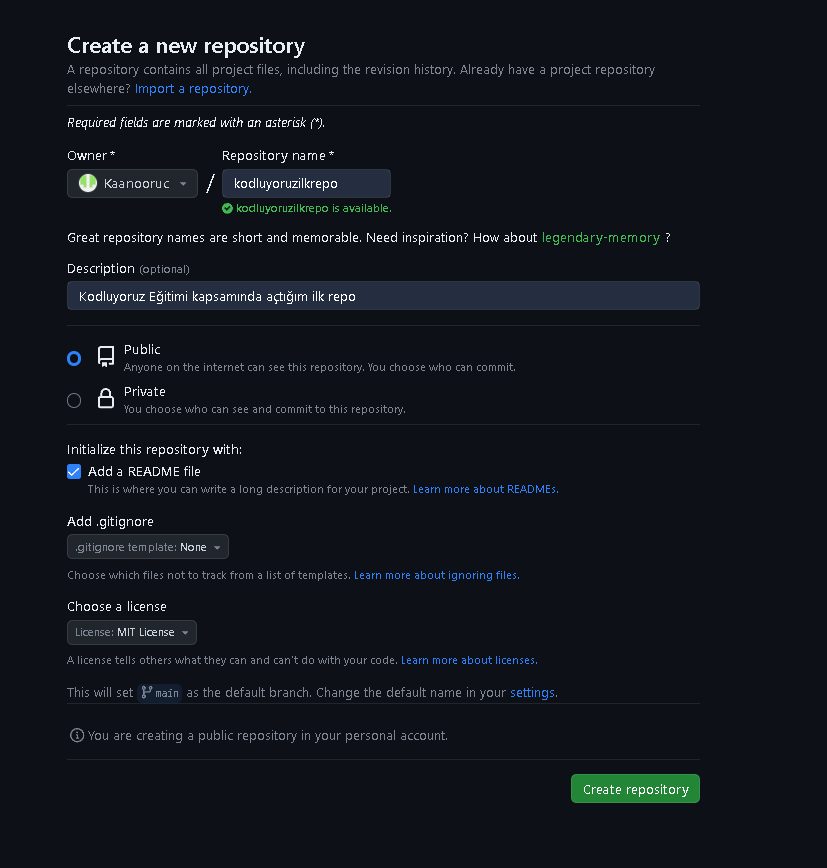 Create a new repository
A repository contains all project files, including the revision history. Already have a project repository
elsewhere? Import a repository.
Required fields are marked with an asterisk (*).
Owner * Repository name *
Kaanooruc / kodluyoruzilkrepo
kodluyoruzilkrepo is available.
Great repository names are short and memorable. Need inspiration? How about legendary-memory ?
Description (optional)
Kodluyoruz Eğitimi kapsamında açtığım ilk repo
Public
Anyone on the internet can see this repository. You choose who can commit.
Private
You choose who can see and commit to this repository.
Initialize this repository with:
Add a README file
This is where you can write a long description for your project. Learn more about READMEs.
Add .gitignore
.gitignore template: None
Choose which files not to track from a list of templates. Learn more about ignoring files.
Choose a license
License: MIT License
A license tells others what they can and can't do with your code. Learn more about licenses.
This will set main as the default branch. Change the default name in your settings.
You are creating a public repository in your personal account.
Create repository